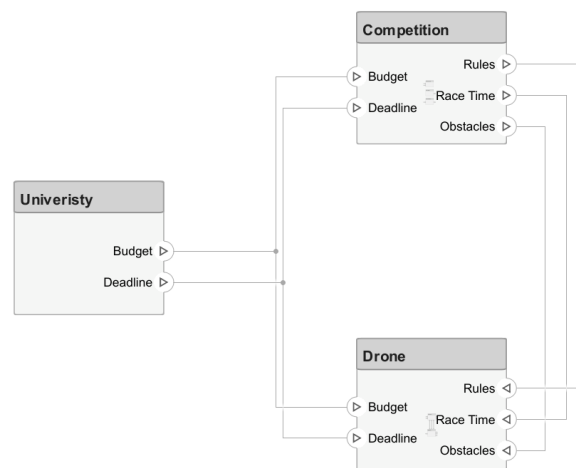 Competition
Rules
Budget
Race Time
Deadline
Obstacles
Univeristy
Budget
Deadline
Drone
Rules
Budget
Race Time
Deadline
Obstacles